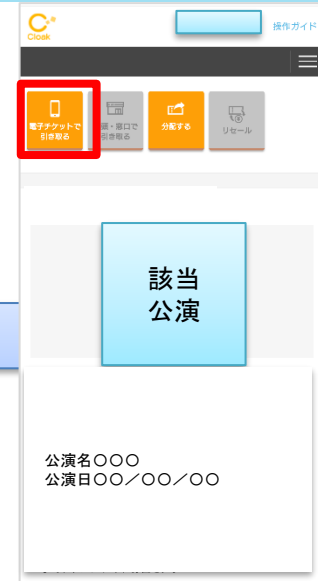 Cloak
操作ガイド
電子チケットで
引き取る
・窓口で
引き取る
分配する
リセール
該当
公演
公演名〇〇〇
公演日〇〇／〇〇／〇〇